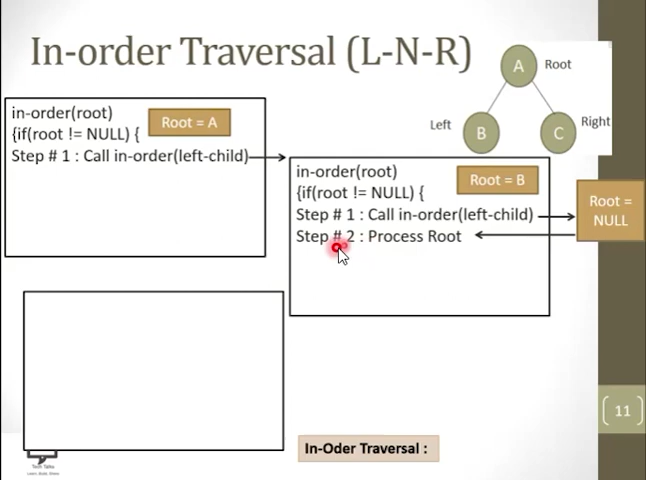 In-order Traversal (L-N-R)
A
Root
Left
B
C
Right
in-order(root)
{if(root != NULL) {
Root = A
Step # 1 : Call in-order(left-child)
in-order(root)
{if(root != NULL) {
Root = B
Step # 1 : Call in-order(left-child)
Step # 2 : Process Root
Root =
NULL
11
In-Oder Traversal :
Tech Talks